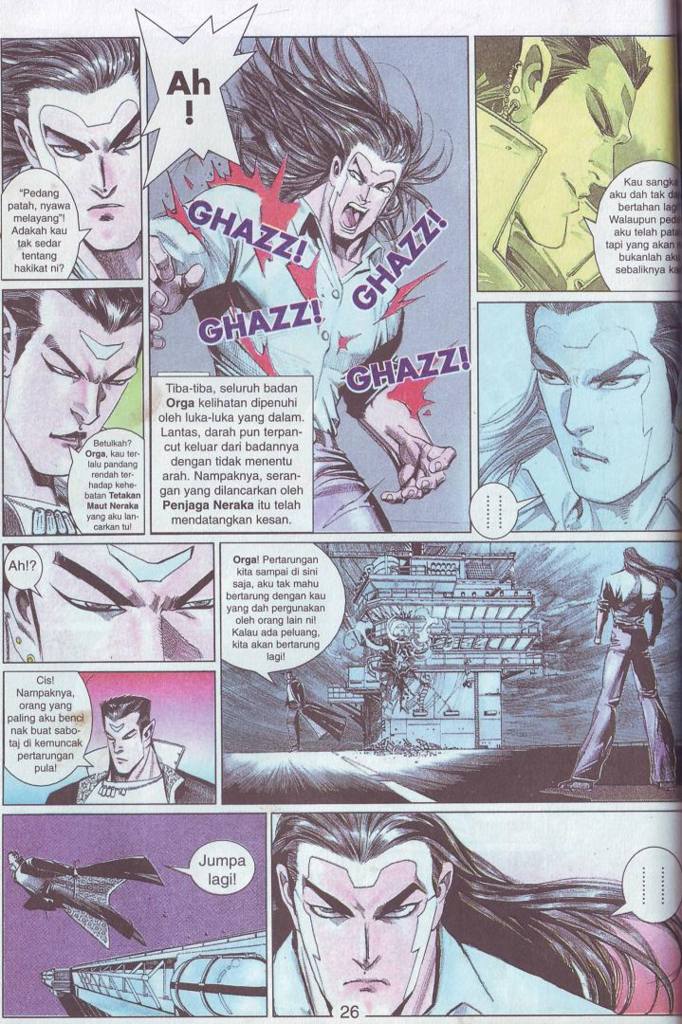 "Pedang
patah, nyawa
melayang"!
Adakah kau
tak sedar
tentang
hakikat ni?
Ah
!
GHAZZ!
GHAZZ!
GHAZZ!
GHAZZ!
Tiba-tiba, seluruh badan
Orga kelihatan dipenuhi
oleh luka-luka yang dalam.
Lantas, darah pun terpan-
cut keluar dari badannya
dengan tidak menentu
arah. Nampaknya, seran-
gan yang dilancarkan oleh
Penjaga Neraka itu telah
mendatangkan kesan.
Kau sangka
aku dah tak da
bertahan lagi
Walaupun peda
aku telah pata
tapi yang akan
bukanlah aku
sebaliknya ka
Betulkah?
Orga, kau ter-
lalu pandang
rendah ter-
hadap kehe-
batan Tetakan
Maut Neraka
yang aku lan-
carkan tu!
Ah!?
Orga! Pertarungan
kita sampai di sini
saja, aku tak mahu
bertarung dengan kau
yang dah pergunakan
oleh orang lain ni!
Kalau ada peluang,
kita akan bertarung
lagi!
Cis!
Nampaknya,
orang yang
paling aku benci
nak buat sabo-
taj di kemuncak
pertarungan
pula!
Jumpa
lagi!
26